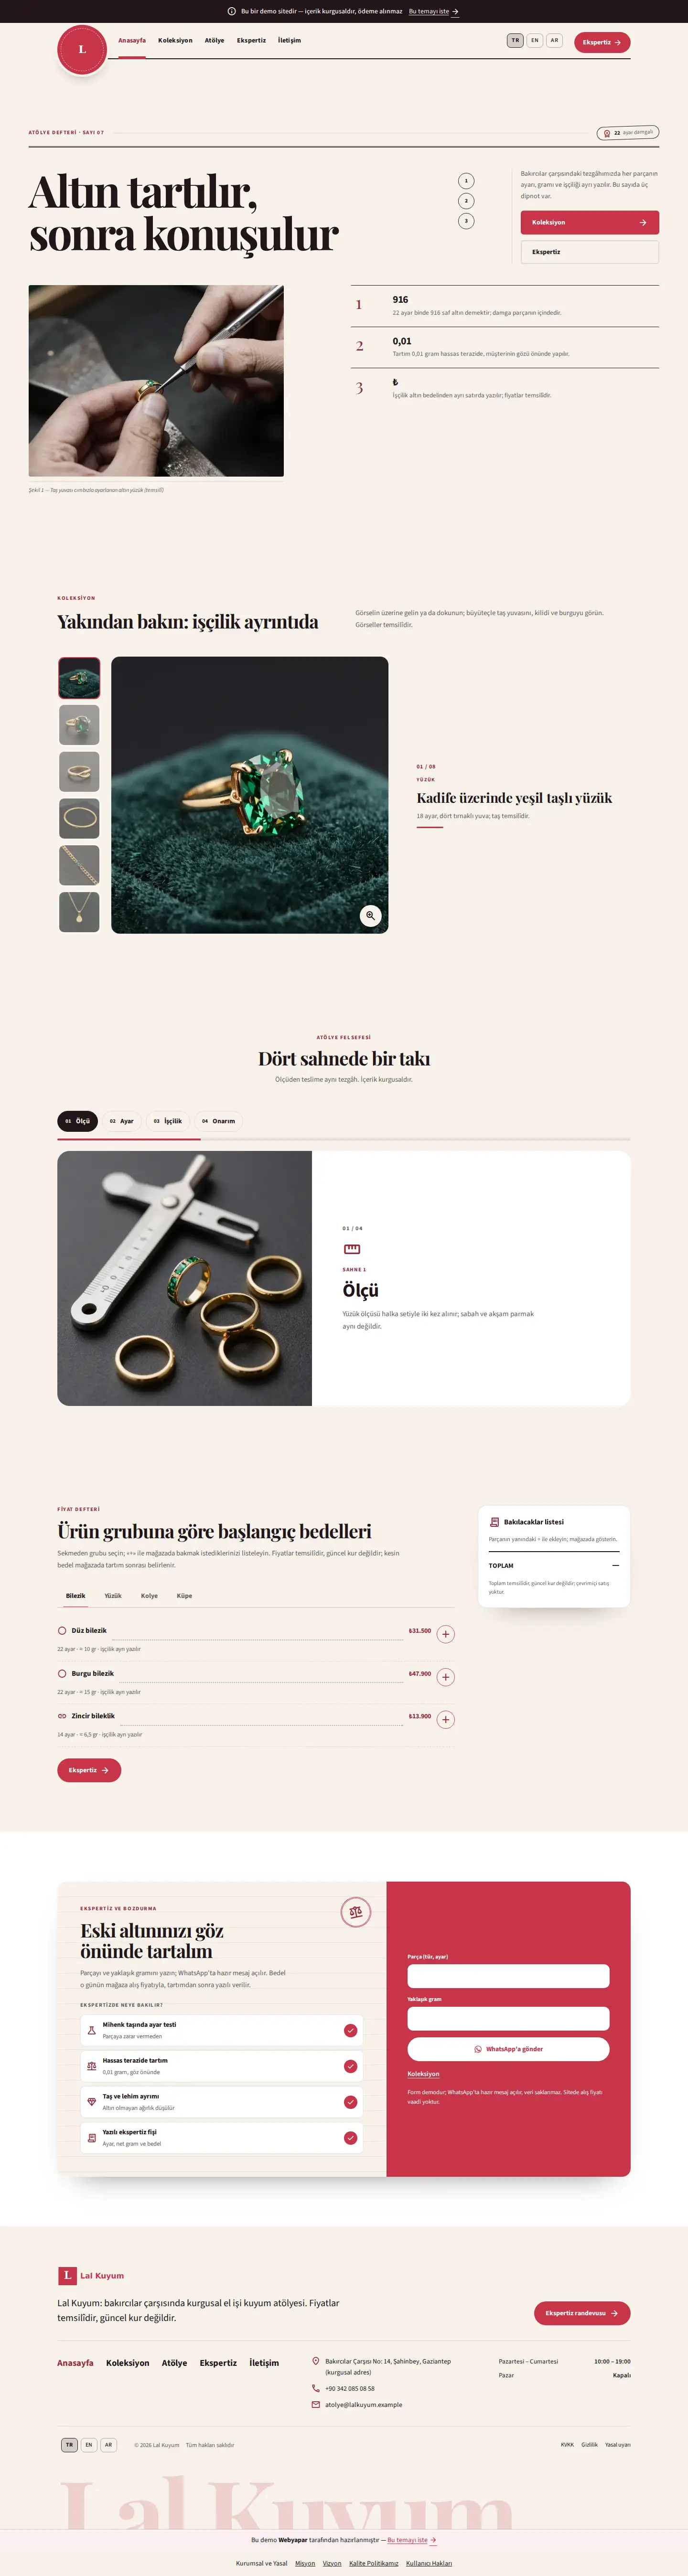 Bu bir demo sitedir — içerik kurgusaldır, ödeme alınmaz Bu temayı iste →
L
Anasayfa Koleksiyon Atölye Ekspertiz İletişim
TR EN AR
Ekspertiz →
ATÖLYE DEFTERİ · SAYI 07
22 ayar damgalı
Altın tartılır,
sonra konuşulur
1
2
3
Bakırcılar çarşısındaki tezgâhımızda her parçanın
ayarı, gramı ve işçiliği ayrı yazılır. Bu sayıda üç
dipnot var.
Koleksiyon →
Ekspertiz
1
916
22 ayar binde 916 saf altın demektir; damga parçanın içindedir.
2
0,01
Tartım 0,01 gram hassas terazide, müşterinin gözü önünde yapılır.
3
₺
İşçilik altın bedelinden ayrı satırda yazılır; fiyatlar temsilîdir.
Şekil 1 — Taş yuvası cımbızla ayarlanan altın yüzük (temsilî)
KOLEKSİYON
Yakından bakın: işçilik ayrıntıda
Görselin üzerine gelin ya da dokunun; büyüteçle taş yuvasını, kilidi ve burguyu görün.
Görseller temsilîdir.
01 / 08
YÜZÜK
Kadife üzerinde yeşil taşlı yüzük
18 ayar, dört tırnaklı yuva; taş temsilîdir.
ATÖLYE FELSEFESİ
Dört sahnede bir takı
Ölçüden teslime aynı tezgâh. İçerik kurgusaldır.
01 Ölçü
02 Ayar
03 İşçilik
04 Onarım
01 / 04
SAHNE 1
Ölçü
Yüzük ölçüsü halka setiyle iki kez alınır; sabah ve akşam parmak
aynı değildir.
FİYAT DEFTERİ
Ürün grubuna göre başlangıç bedelleri
Sekmeden grubu seçin; «+» ile mağazada bakmak istediklerinizi listeleyin. Fiyatlar temsilîdir, güncel kur değildir; kesin
bedel mağazada tartım sonrası belirlenir.
Bilezik Yüzük Kolye Küpe
Düz bilezik ₺31.500
22 ayar · ≈ 10 gr · işçilik ayrı yazılır
Burgu bilezik ₺47.900
22 ayar · ≈ 15 gr · işçilik ayrı yazılır
Zincir bileklik ₺13.900
14 ayar · ≈ 6,5 gr · işçilik ayrı yazılır
Ekspertiz →
Bakılacaklar listesi
Parçanın yanındaki + ile ekleyin; mağazada gösterin.
TOPLAM —
Toplam temsilîdir, güncel kur değildir; çevrimiçi satış
yoktur.
EKSPERTİZ VE BOZDURMA
Eski altınınızı göz
önünde tartalım
Parçayı ve yaklaşık gramını yazın; WhatsApp'ta hazır mesaj açılır. Bedel
o günün mağaza alış fiyatıyla, tartımdan sonra yazılı verilir.
EKSPERTİZDE NEYE BAKILIR?
Mihenk taşında ayar testi
Parçaya zarar vermeden
Hassas terazide tartım
0,01 gram, göz önünde
Taş ve lehim ayrımı
Altın olmayan ağırlık düşülür
Yazılı ekspertiz fişi
Ayar, net gram ve bedel
Parça (tür, ayar)
Yaklaşık gram
WhatsApp'a gönder
Koleksiyon
Form demodur; WhatsApp'ta hazır mesaj açılır, veri saklanmaz. Sitede alış fiyatı
vaadi yoktur.
L Lal Kuyum
Lal Kuyum: bakırcılar çarşısında kurgusal el işi kuyum atölyesi. Fiyatlar
temsilîdir, güncel kur değildir.
Ekspertiz randevusu →
Anasayfa Koleksiyon Atölye Ekspertiz İletişim
Bakırcılar Çarşısı No: 14, Şahinbey, Gaziantep
(kurgusal adres)
+90 342 085 08 58
atolye@lalkuyum.example
Pazartesi – Cumartesi 10:00 – 19:00
Pazar Kapalı
TR EN AR
© 2026 Lal Kuyum Tüm hakları saklıdır
KVKK Gizlilik Yasal uyarı
Lal Kuyum
Bu demo Webyapar tarafından hazırlanmıştır — Bu temayı iste →
Kurumsal ve Yasal Misyon Vizyon Kalite Politikamız Kullanıcı Hakları